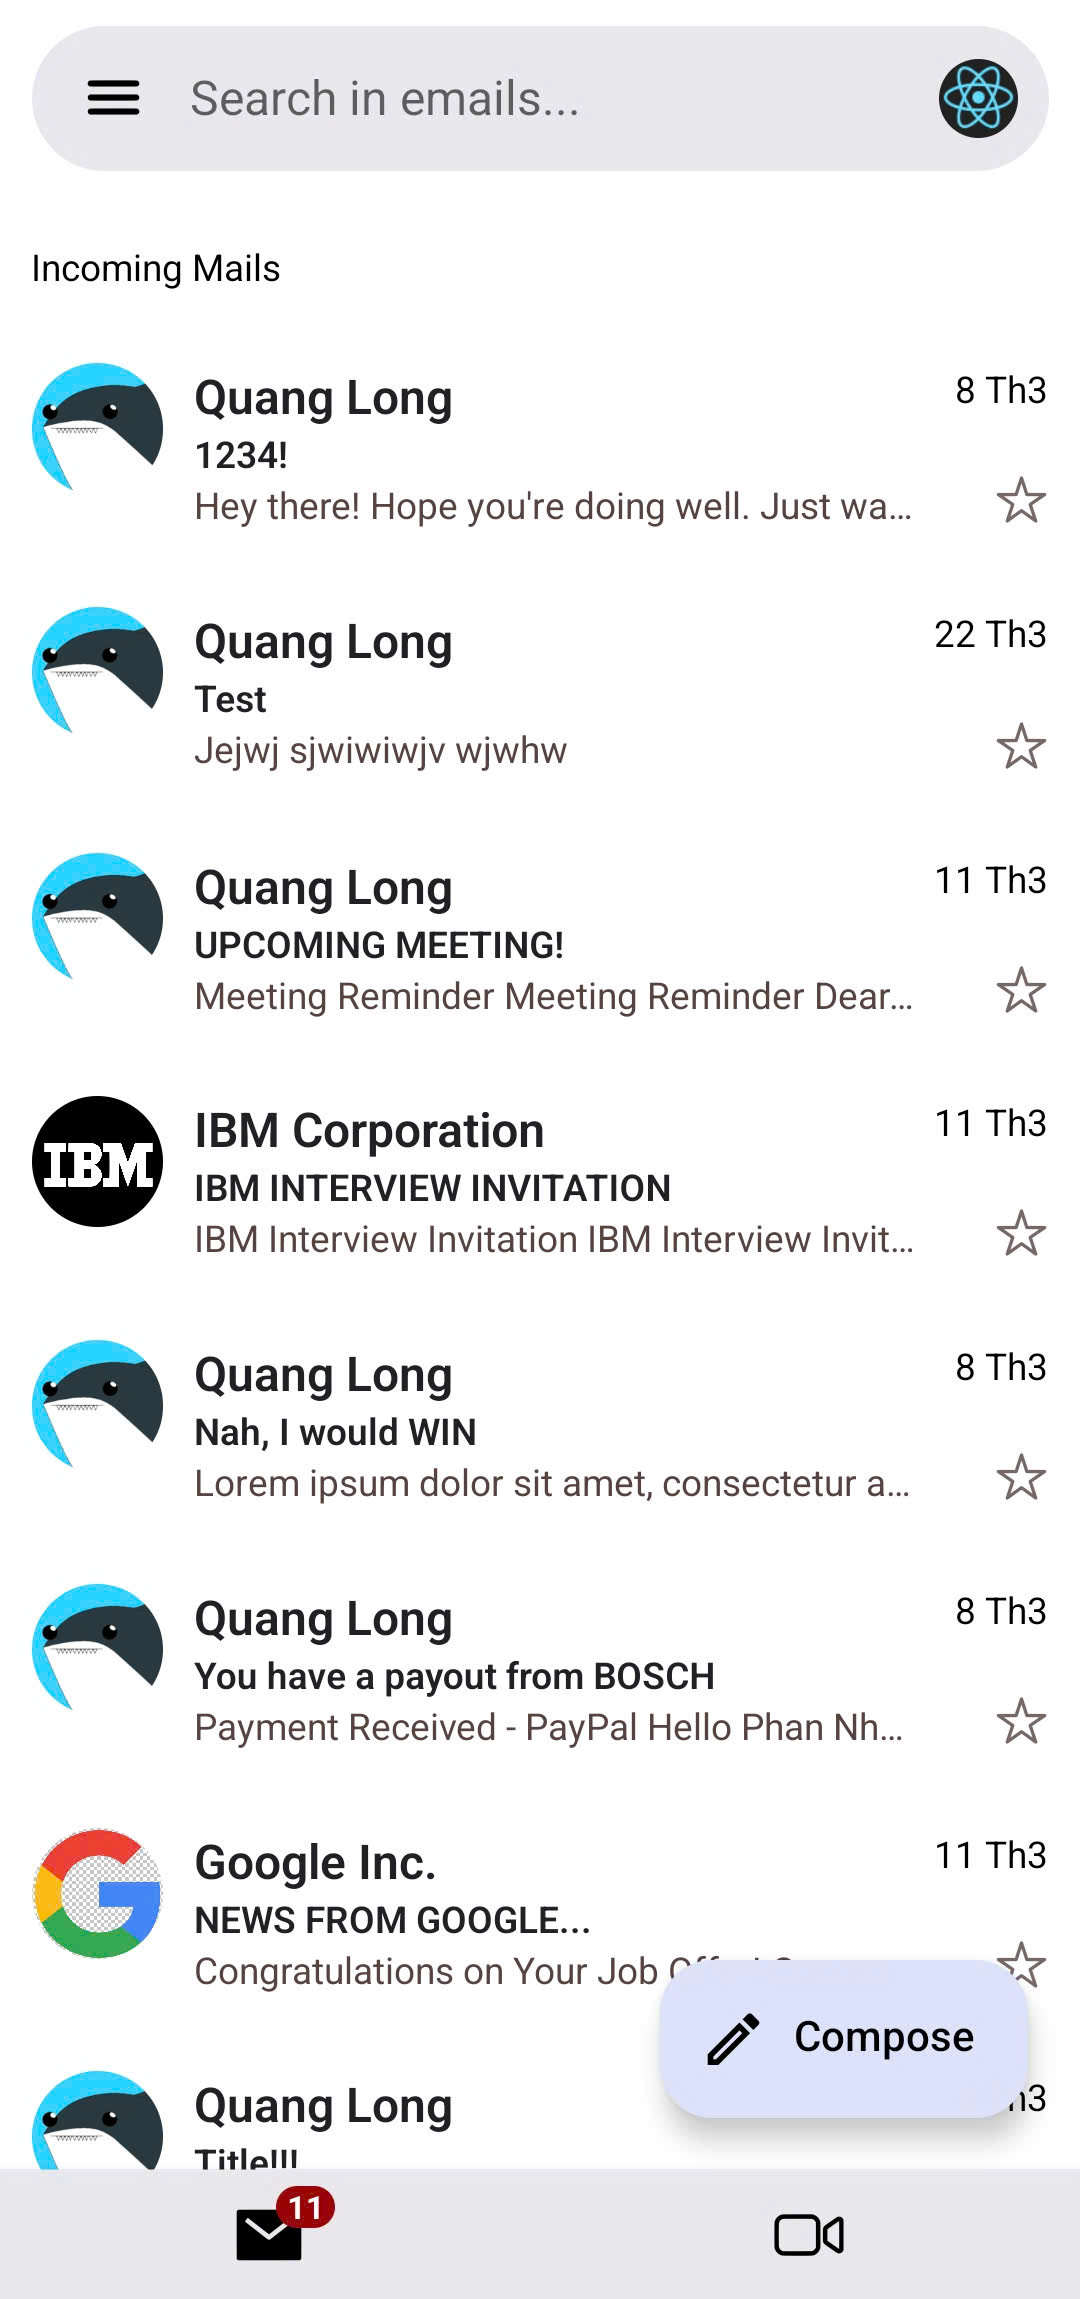 Search in emails...
Incoming Mails
Quang Long
8 Th3
1234!
Hey there! Hope you're doing well. Just wa...
Quang Long
22 Th3
Test
Jejwj sjwiwiwjv wjwhw
Quang Long
11 Th3
UPCOMING MEETING!
Meeting Reminder Meeting Reminder Dear...
IBM
IBM Corporation
11 Th3
IBM INTERVIEW INVITATION
IBM Interview Invitation IBM Interview Invit...
Quang Long
8 Th3
Nah, I would WIN
Lorem ipsum dolor sit amet, consectetur a...
Quang Long
8 Th3
You have a payout from BOSCH
Payment Received - PayPal Hello Phan Nh...
Google Inc.
11 Th3
NEWS FROM GOOGLE...
Congratulations on Your Job
Compose
Quang Long
Title!!!
11